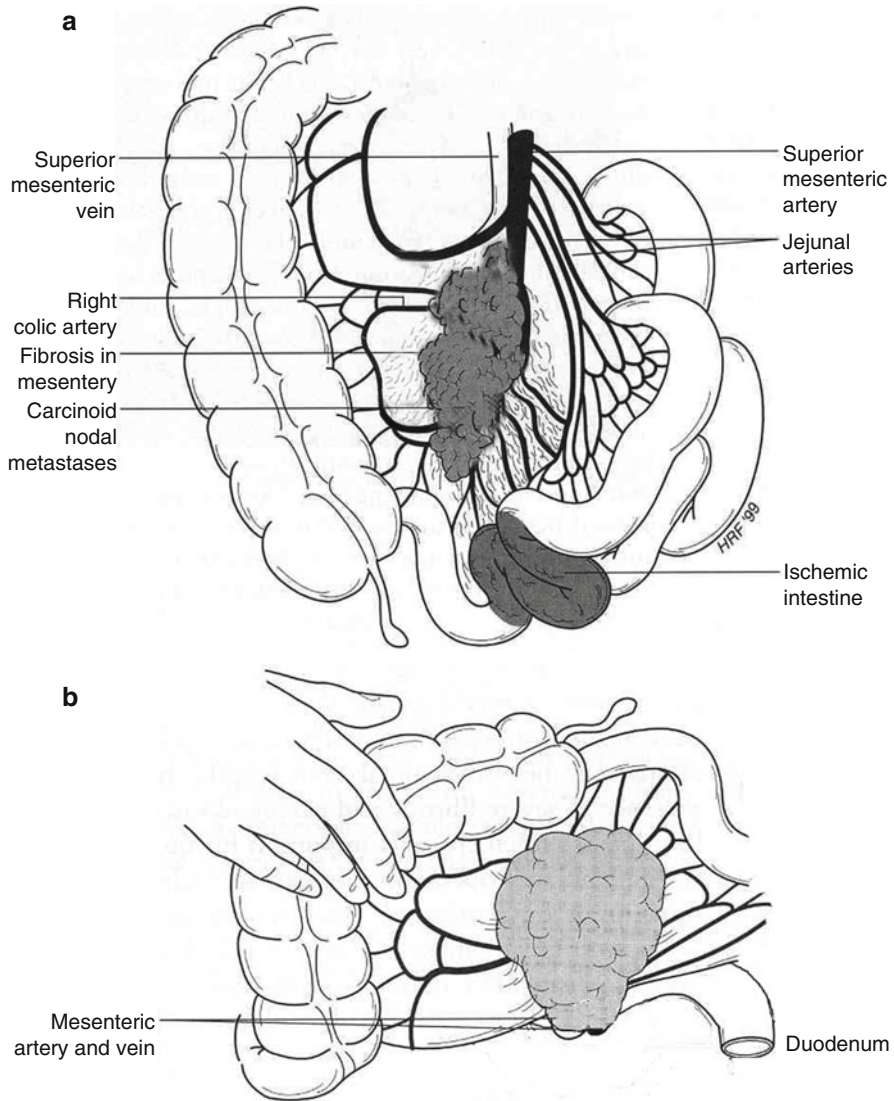 a
Superior
mesenteric
vein
Superior
mesenteric
artery
Jejunal
arteries
Right
colic artery
Fibrosis in
mesentery
Carcinoid
nodal
metastases
HRF '99
Ischemic
intestine
b
Mesenteric
artery and vein
Duodenum